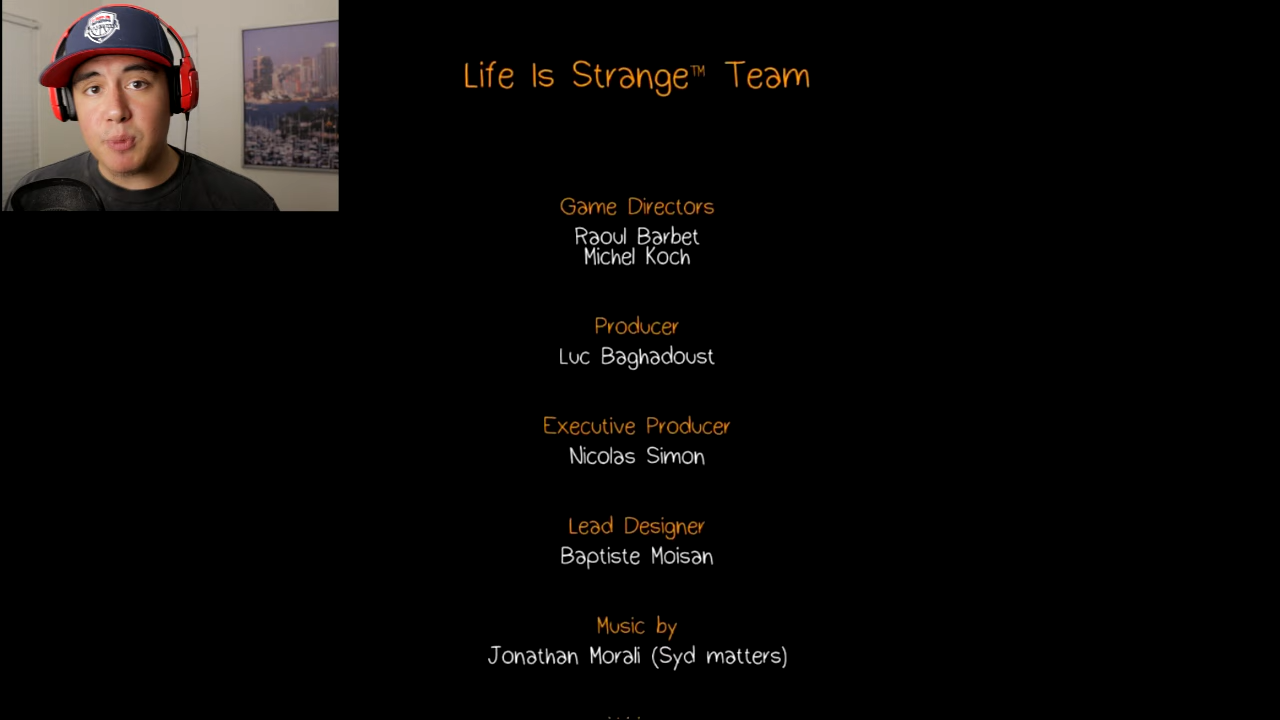 Life Is Strange™ Team
Game Directors
Raoul Barbet
Michel Koch
Producer
Luc Baghadoust
Executive Producer
Nicolas Simon
Lead Designer
Baptiste Moisan
Music by
Jonathan Morali (Syd matters)